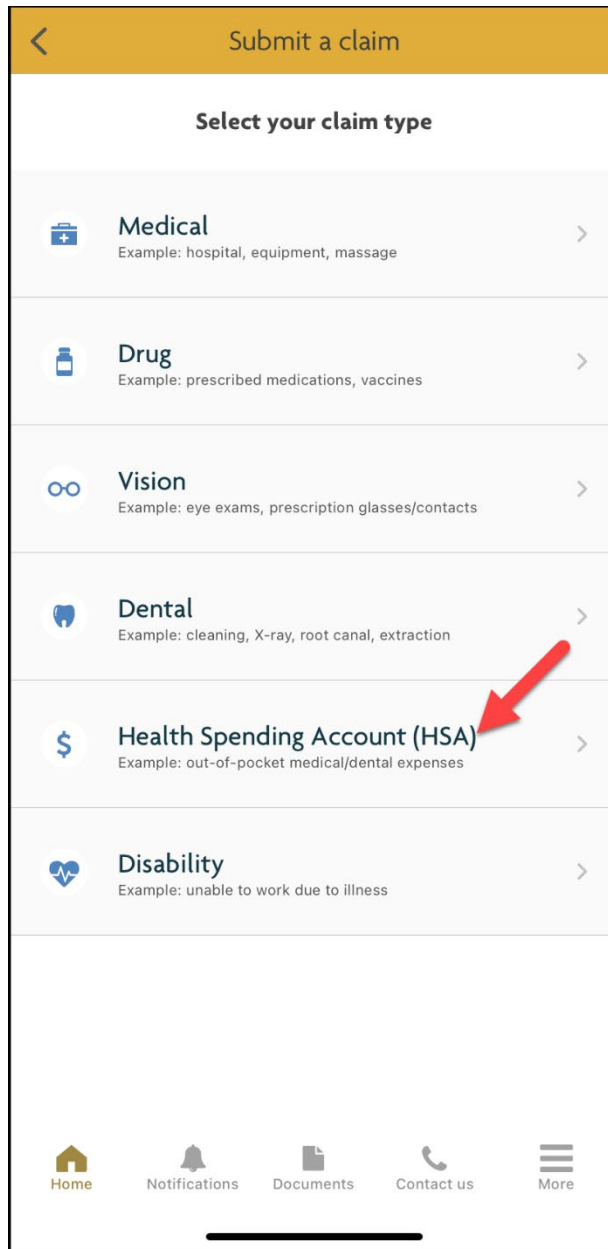 Submit a claim
Select your claim type
Medical
Example: hospital, equipment, massage
Drug
Example: prescribed medications, vaccines
Vision
Example: eye exams, prescription glasses/contacts
Dental
Example: cleaning, X-ray, root canal, extraction
Health Spending Account (HSA)
Example: out-of-pocket medical/dental expenses
Disability
Example: unable to work due to illness
Home Notifications Documents Contact us More